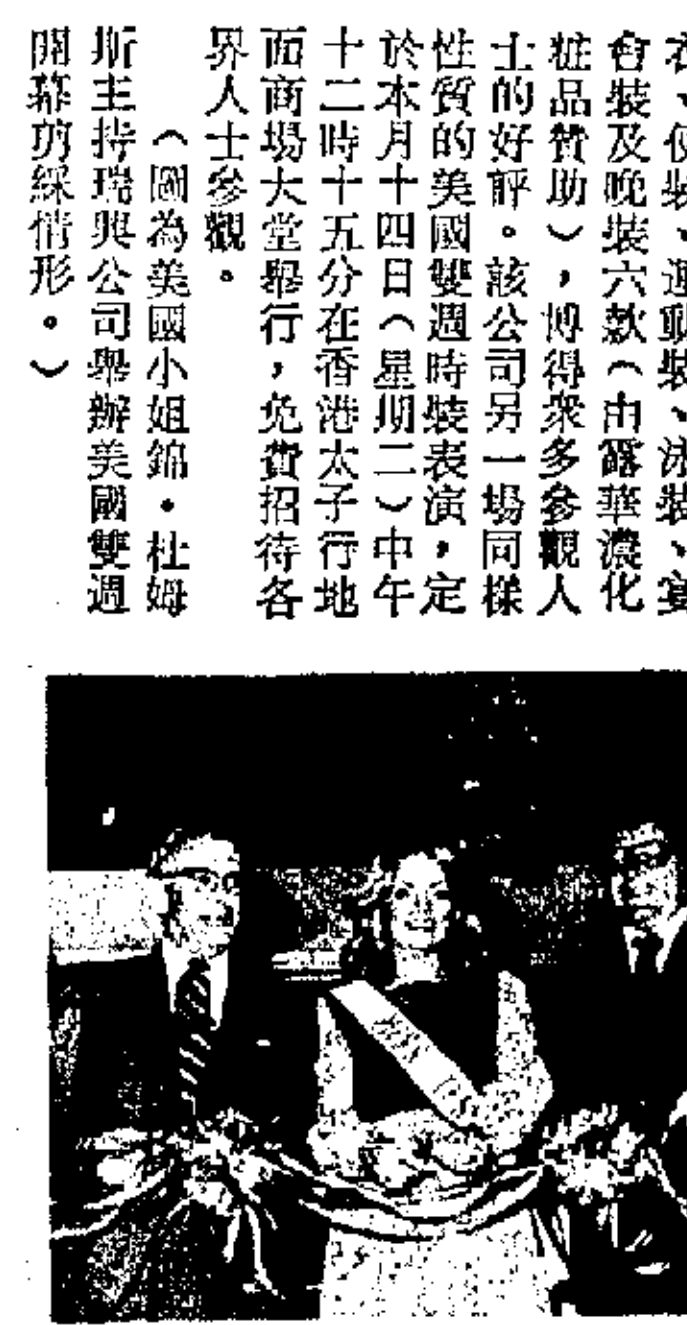 衣、便裝、運動裝、泳裝、宴
會裝及晚裝六款（由露華濃化
粧品贊助），博得衆多參觀人
士的好評。該公司另一場同樣
性質的美國雙週時裝表演，定
於本月十四日（星期二）中午
十二時十五分在香港太子行地
面商場大堂舉行，免費招待各
界人士參觀。
（圖為美國小姐錦・杜姆
斯主持瑞興公司舉辦美國雙週
開幕剪綵情形。）
MISS USA